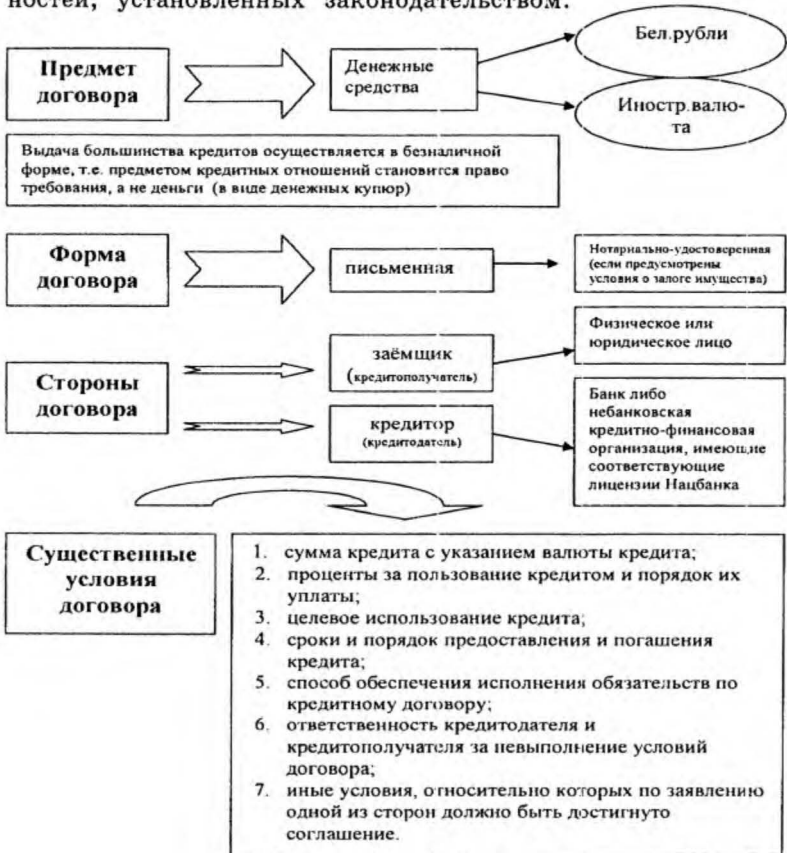 ностей, установленных законодательством.
Предмет
договора
Денежные
средства
Бел.рубли
Иностр.валю-
та
Выдача большинства кредитов осуществляется в безналичной
форме, т.е. предметом кредитных отношений становится право
требования, а не деньги (в виде денежных купюр)
Форма
договора
письменная
Нотариально-удостоверенная
(если предусмотрены
условия о залоге имущества)
Стороны
договора
заёмщик
(кредитополучатель)
Физическое или
юридическое лицо
кредитор
(кредитодатель)
Банк либо
небанковская
кредитно-финансовая
организация, имеющие
соответствующие
лицензии Нацбанка
Существенные
условия
договора
1. сумма кредита с указанием валюты кредита;
2. проценты за пользование кредитом и порядок их
уплаты;
3. целевое использование кредита;
4. сроки и порядок предоставления и погашения
кредита;
5. способ обеспечения исполнения обязательств по
кредитному договору;
6. ответственность кредитодателя и
кредитополучателя за невыполнение условий
договора;
7. иные условия, относительно которых по заявлению
одной из сторон должно быть достигнуто
соглашение.